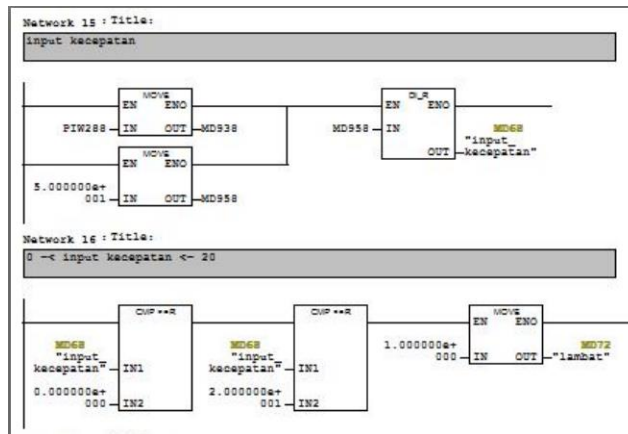 Network 15 : Title:
input kecepatan
MOVE
EN ENO
PIW288 IN OUT MD938
MOVE
EN ENO
5.000000e+
001 IN OUT MD958
DI_R
EN ENO
MD958 IN
MD68
"input_
OUT kecepatan"
Network 16 : Title:
0 -< input kecepatan <- 20
CMP
R
MD68
"input_
kecepatan" IN1
0.000000e+
000 IN2
CMP
R
MD68
"input_
kecepatan" IN1
2.000000e+
001 IN2
MOVE
EN ENO
1.000000e+
000 IN OUT
MD72
"lambat"